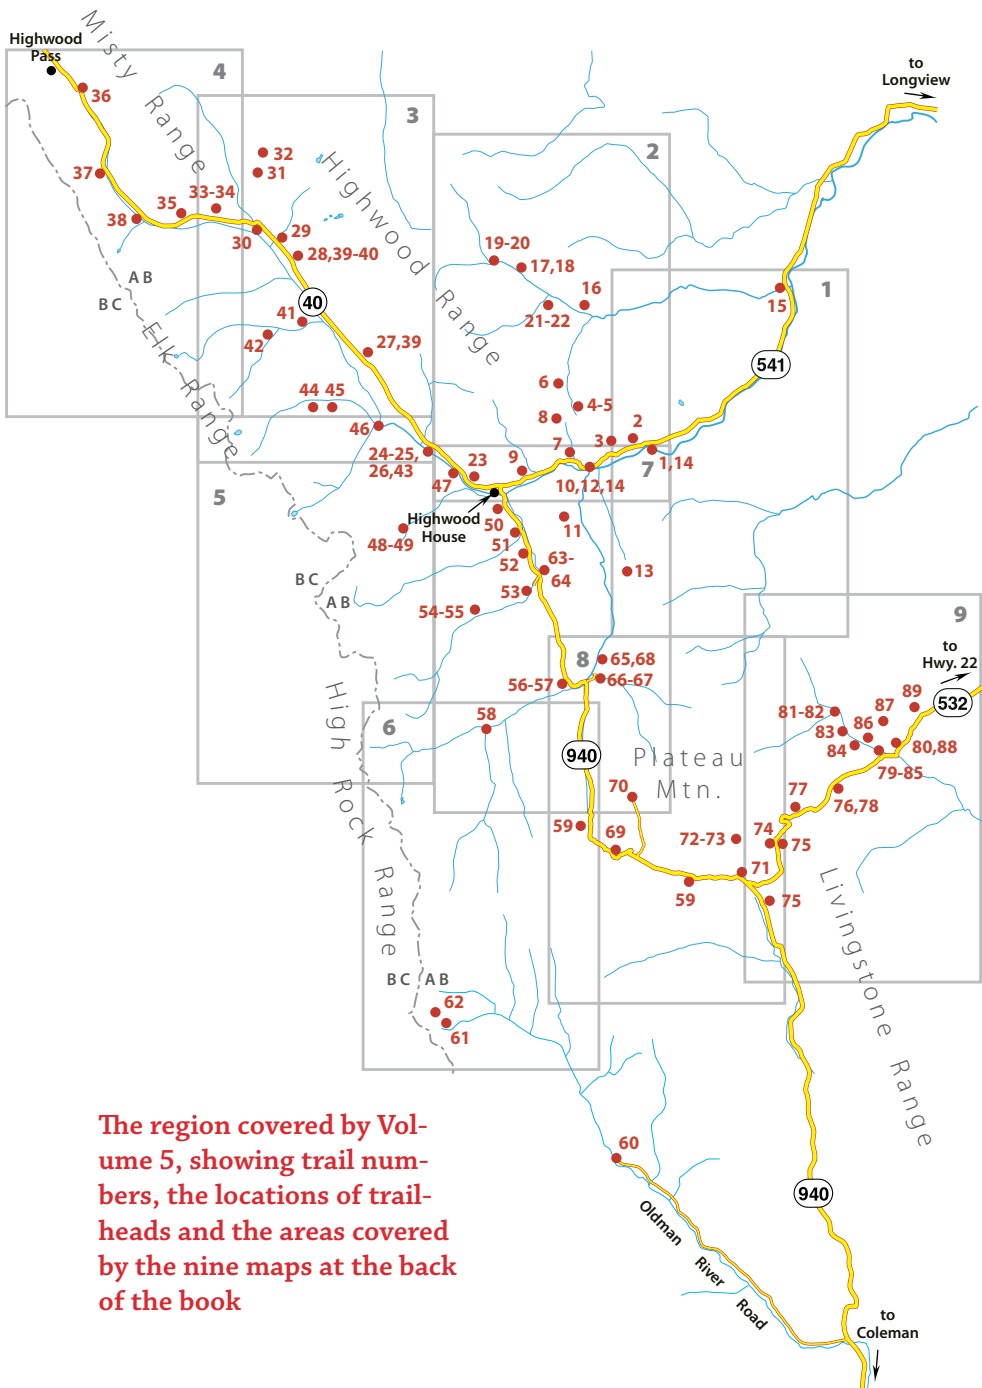 Highwood
Pass
Misty Range
4
36
to
Longview
3
32
31
37
33-34
35
38
30
29
28,39-40
Highwood Range
2
19-20
17,18
16
21-22
1
15
AB
BC
40
41
42
27,39
541
Elk Range
6
4-5
8
44 45
46
2
3
7
1,14
7
9
10,12,14
24-25,
26,43
23
47
5
50
Highwood
House
11
48-49
51
52
63-
64
13
BC
AB
53
54-55
9
to
Hwy. 22
532
8
65,68
66-67
56-57
High Rock Range
6
58
940
Plateau
Mtn.
81-82
83
84
86
87
89
80,88
79-85
70
77
76,78
59
69
72-73
74
75
71
59
75
Livingstone Range
BC AB
62
61
The region covered by Vol-
ume 5, showing trail num-
bers, the locations of trail-
heads and the areas covered
by the nine maps at the back
of the book
60
Oldman River Road
940
to
Coleman